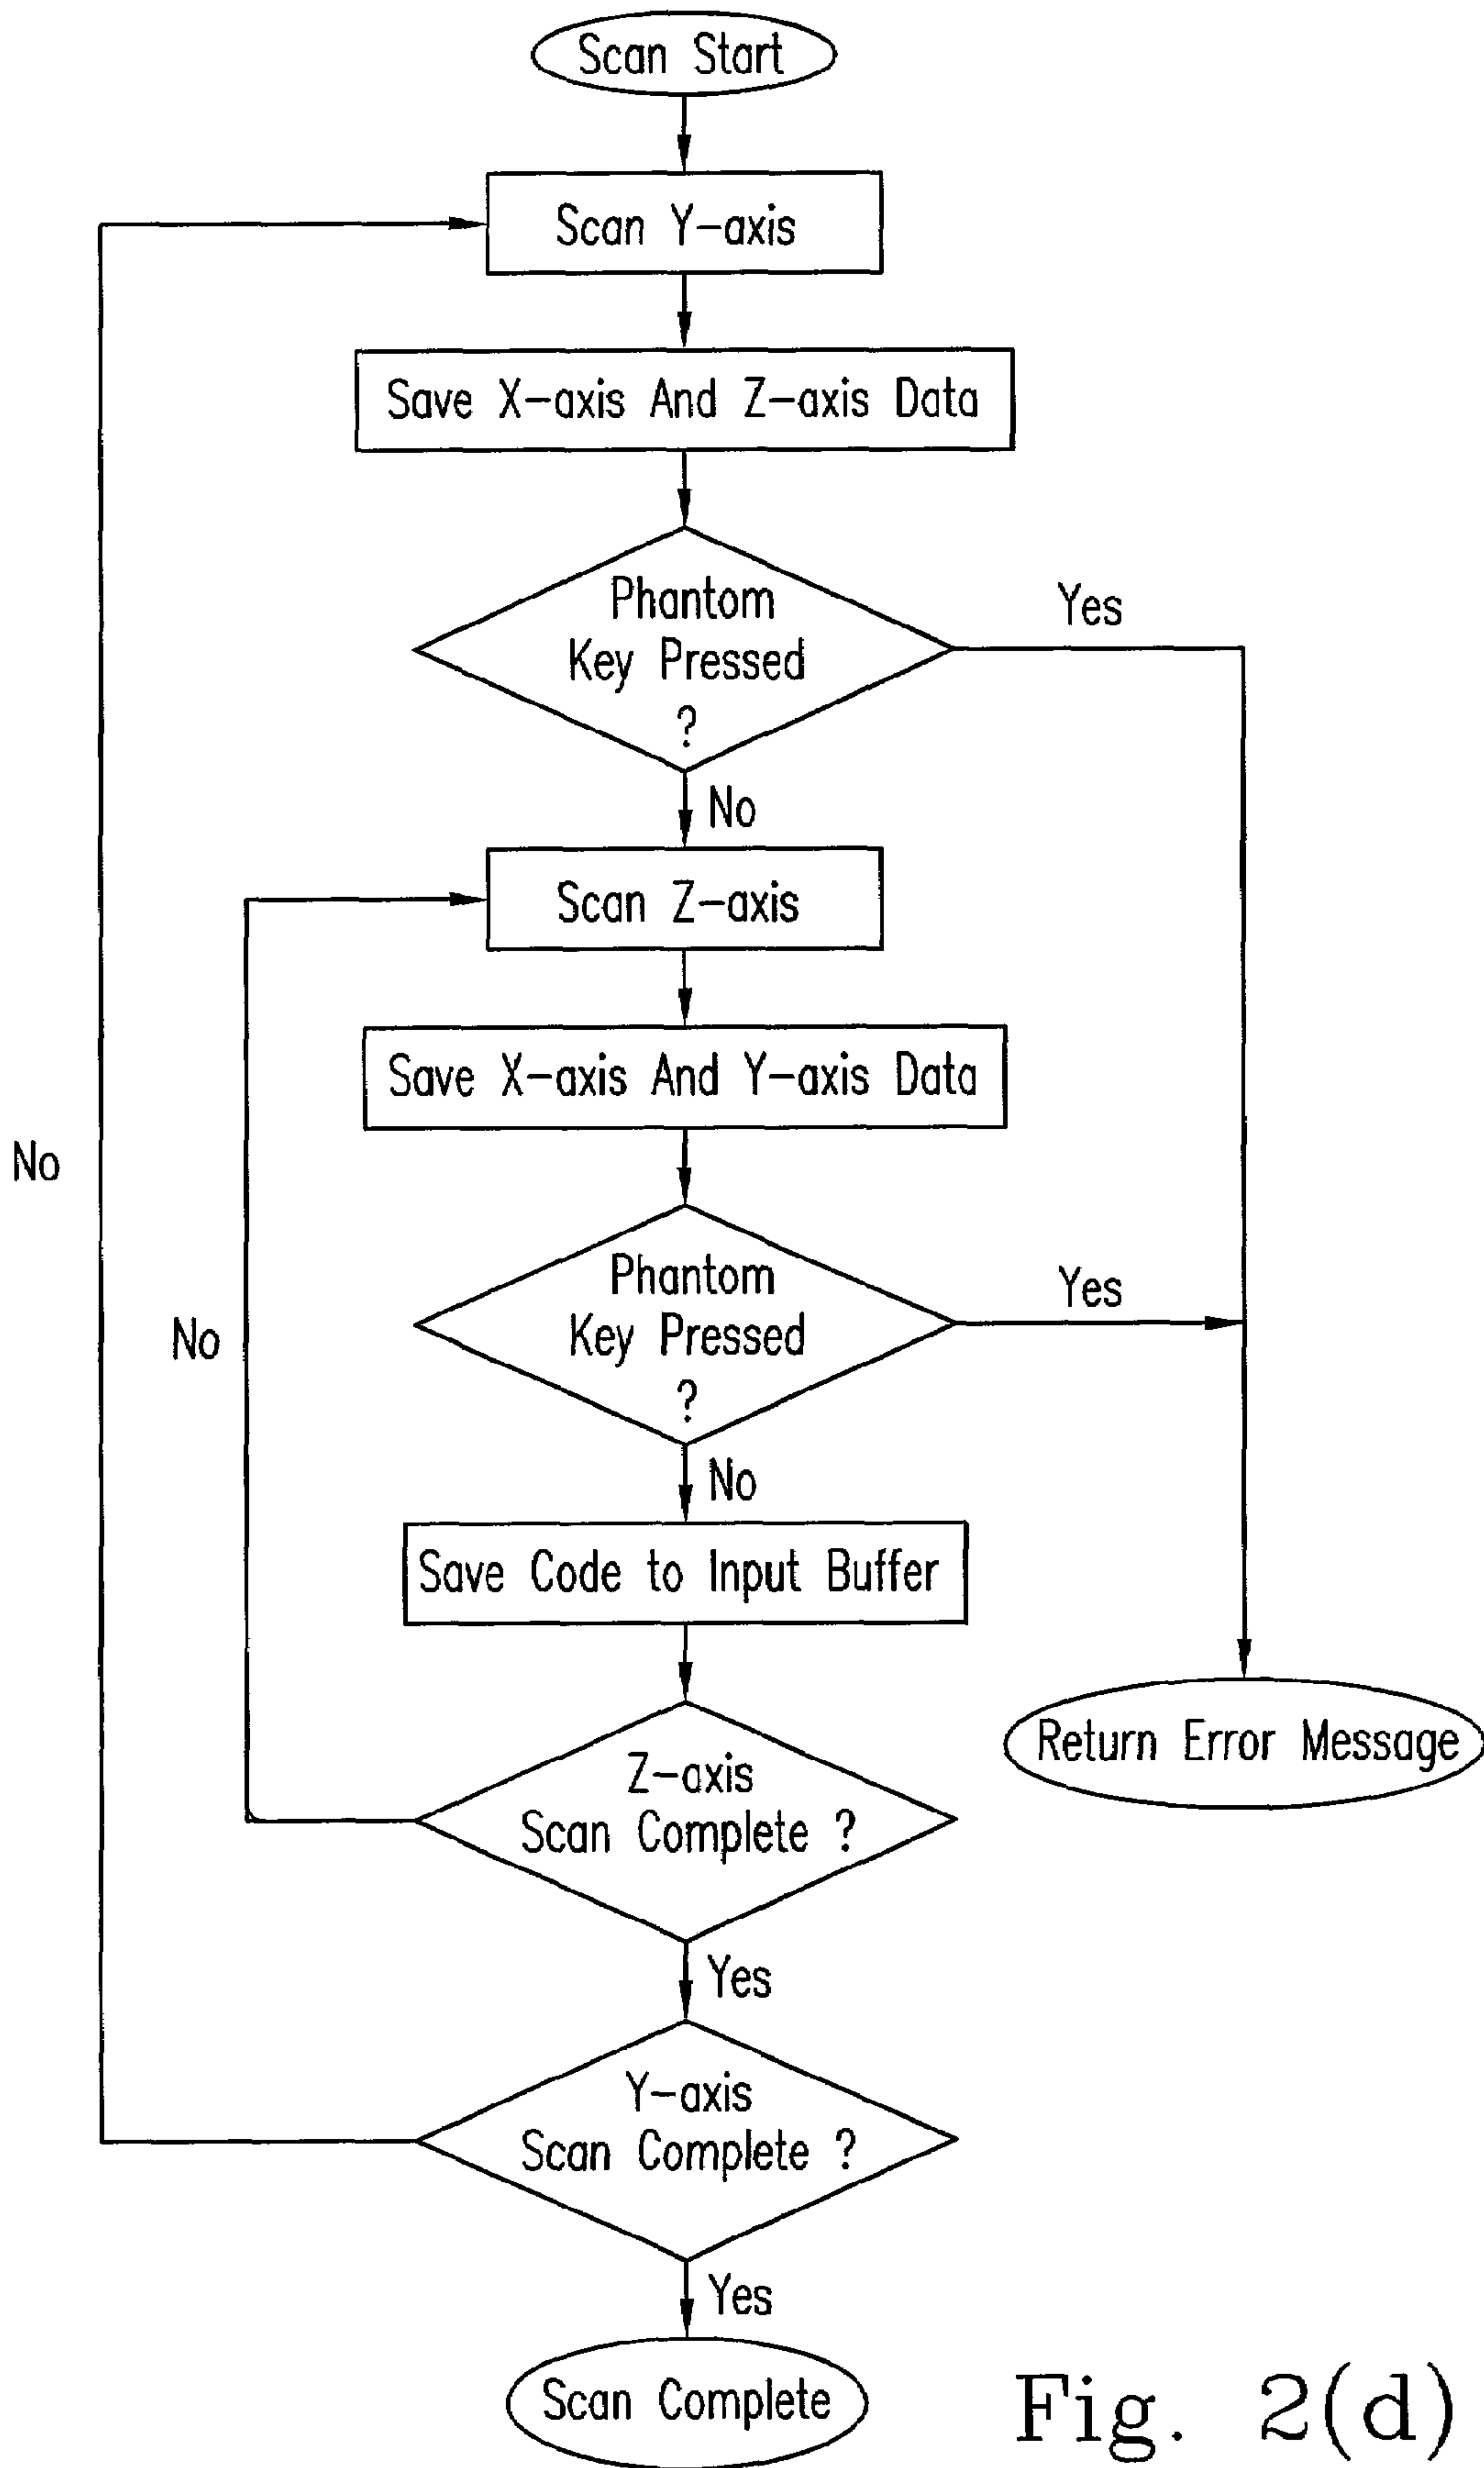 Scan Start
Scan Y-axis
Save X-axis And Z-axis Data
Phantom
Key Pressed
?
Yes
No
Scan Z-axis
Save X-axis And Y-axis Data
No
Phantom
Key Pressed
?
Yes
No
No
Save Code to Input Buffer
Return Error Message
Z-axis
Scan Complete ?
Yes
Y-axis
Scan Complete ?
Yes
Scan Complete
Fig. 2(d)